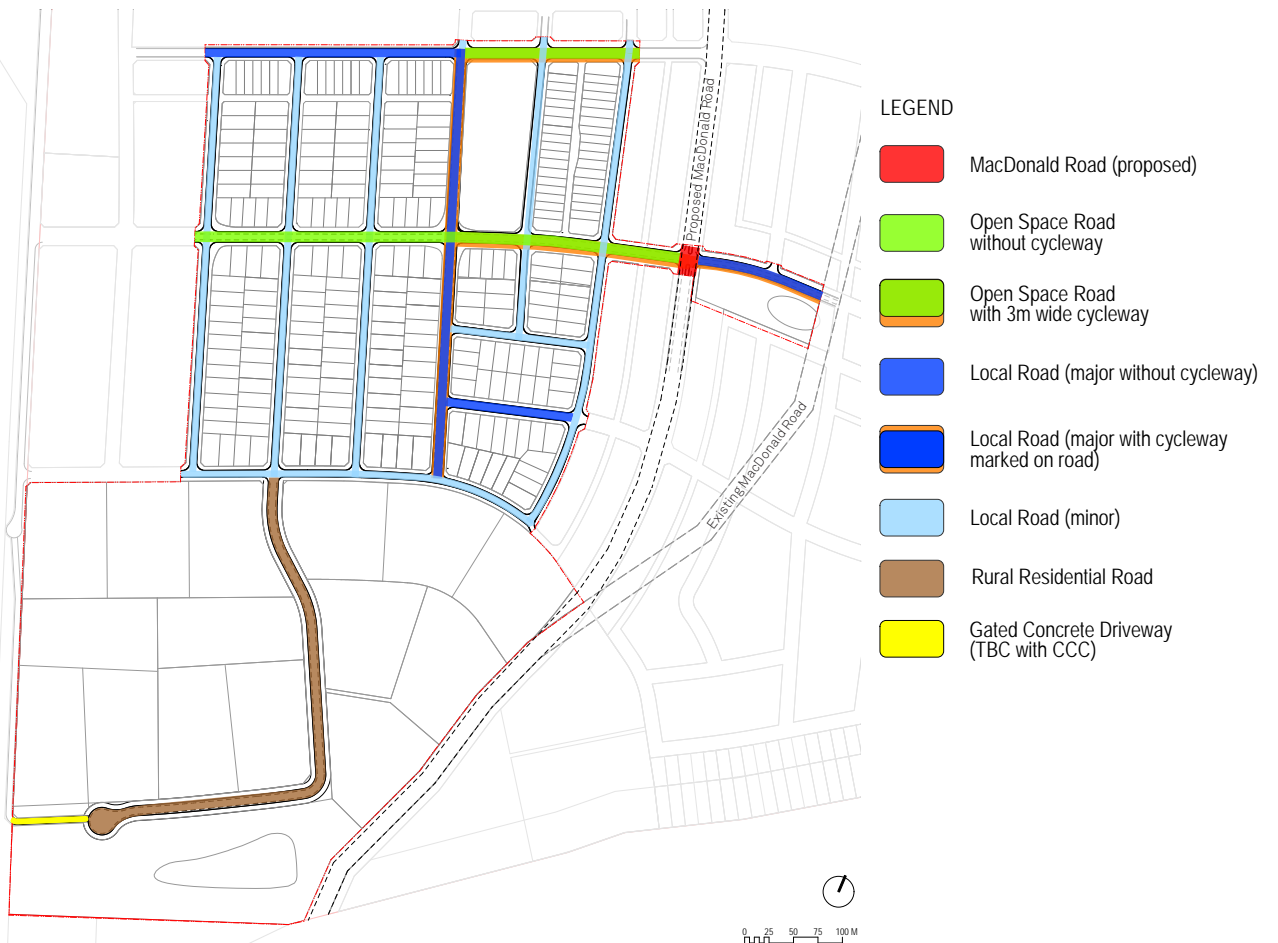 Proposed MacDonald Road
Existing MacDonald Road
LEGEND
MacDonald Road (proposed)
Open Space Road
without cycleway
Open Space Road
with 3m wide cycleway
Local Road (major without cycleway)
Local Road (major with cycleway
marked on road)
Local Road (minor)
Rural Residential Road
Gated Concrete Driveway
(TBC with CCC)
0 25 50 75 100 M